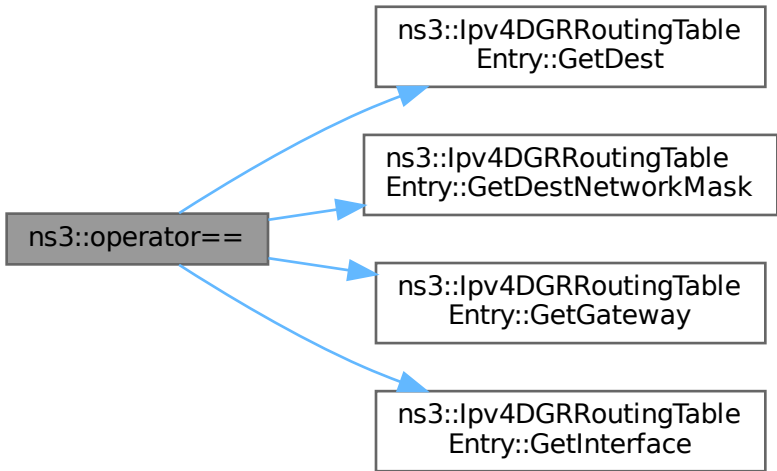 ns3::Ipv4DGRRoutingTable
Entry::GetDest
ns3::Ipv4DGRRoutingTable
Entry::GetDestNetworkMask
ns3::operator==
ns3::Ipv4DGRRoutingTable
Entry::GetGateway
ns3::Ipv4DGRRoutingTable
Entry::GetInterface